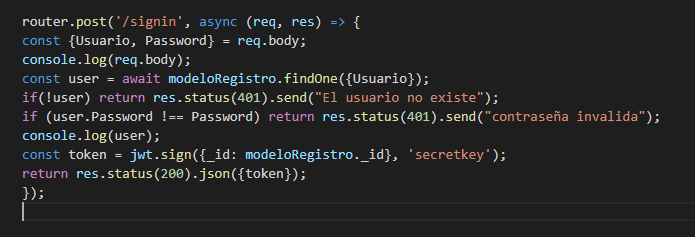 router.post('/signin', async (req, res) => {
const {Usuario, Password} = req.body;
console.log(req.body);
const user = await modeloRegistro.findOne({Usuario});
if(!user) return res.status(401).send("El usuario no existe");
if (user.Password !== Password) return res.status(401).send("contraseña invalida");
console.log(user);
const token = jwt.sign({_id: modeloRegistro._id}, 'secretkey');
return res.status(200).json({token});
});